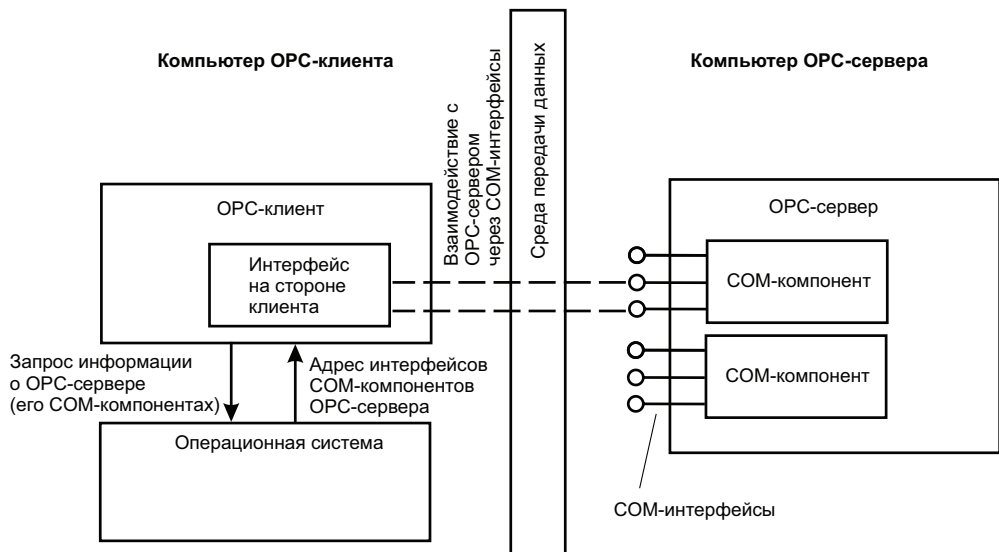 Компьютер OPC-клиента
Компьютер OPC-сервера
Взаимодействие с
OPC-сервером
через COM-интерфейсы
Среда передачи данных
OPC-клиент
Интерфейс
на стороне
клиента
OPC-сервер
COM-компонент
COM-компонент
Запрос информации
о OPC-сервере
(его COM-компонентах)
Адрес интерфейсов
COM-компонентов
OPC-сервера
Операционная система
COM-интерфейсы